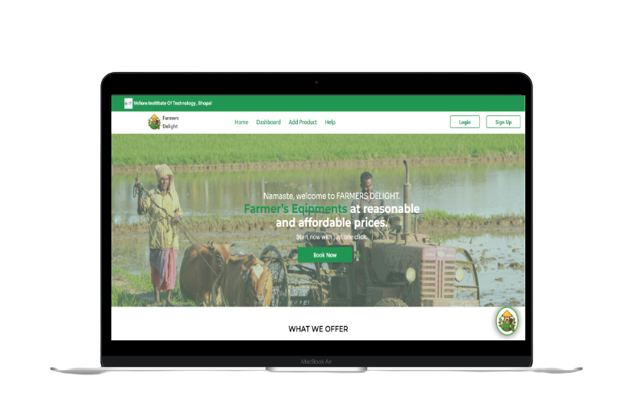 Vellore Institute Of Technology , Bhopal
Farmers
Delight
Home Dashboard Add Product Help
Login Sign Up
Namaste, welcome to FARMERS DELIGHT.
Farmer's Eqipments at reasonable
and affordable prices.
Start now with just one click.
Book Now
WHAT WE OFFER
MacBook Air